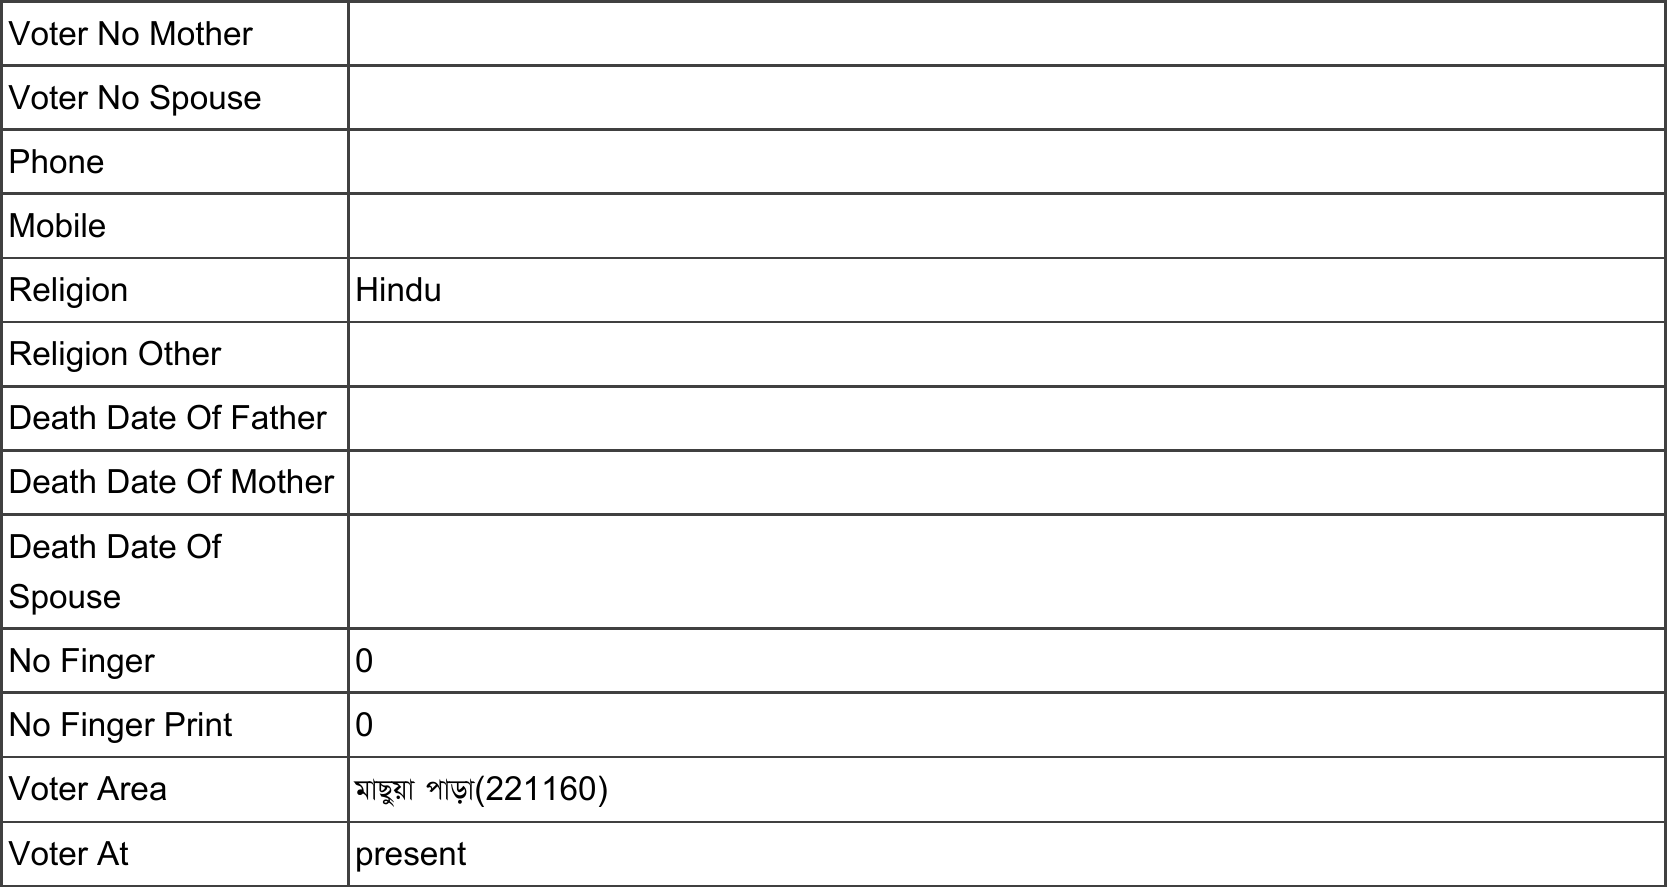 Voter No Mother
Voter No Spouse
Phone
Mobile
Religion Hindu
Religion Other
Death Date Of Father
Death Date Of Mother
Death Date Of
Spouse
No Finger 0
No Finger Print 0
Voter Area মাছুয়া পাড়া(221160)
Voter At present